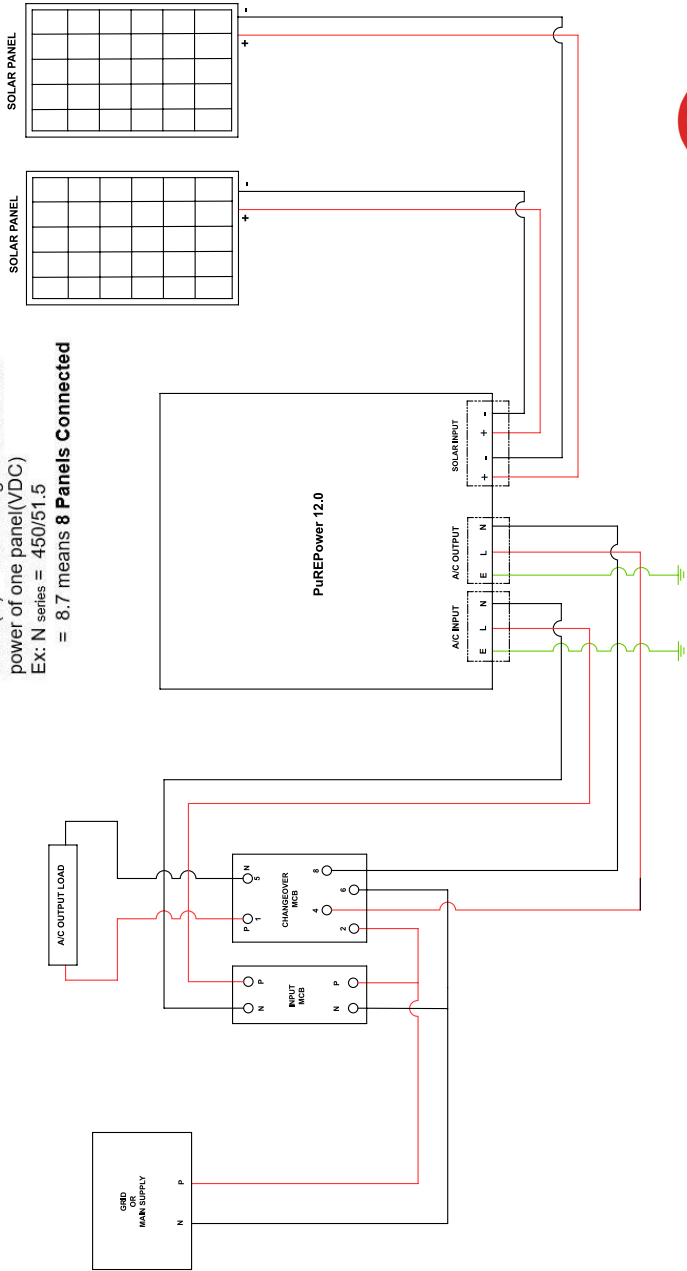 power of one panel(VDC)
Ex: N series = 450/51.5
= 8.7 means 8 Panels Connected
SOLAR PANEL
SOLAR PANEL
- +
- +
PuREPower 12.0
A/C INPUT
E L N
A/C OUTPUT
E L N
SOLAR INPUT
+ - + -
A/C OUTPUT LOAD
GRID
OR
MAIN SUPPLY
N P
INPUT
MCB
N P
N P
CHANGEOVER
MCB
P N
1 5
2 4 6 8